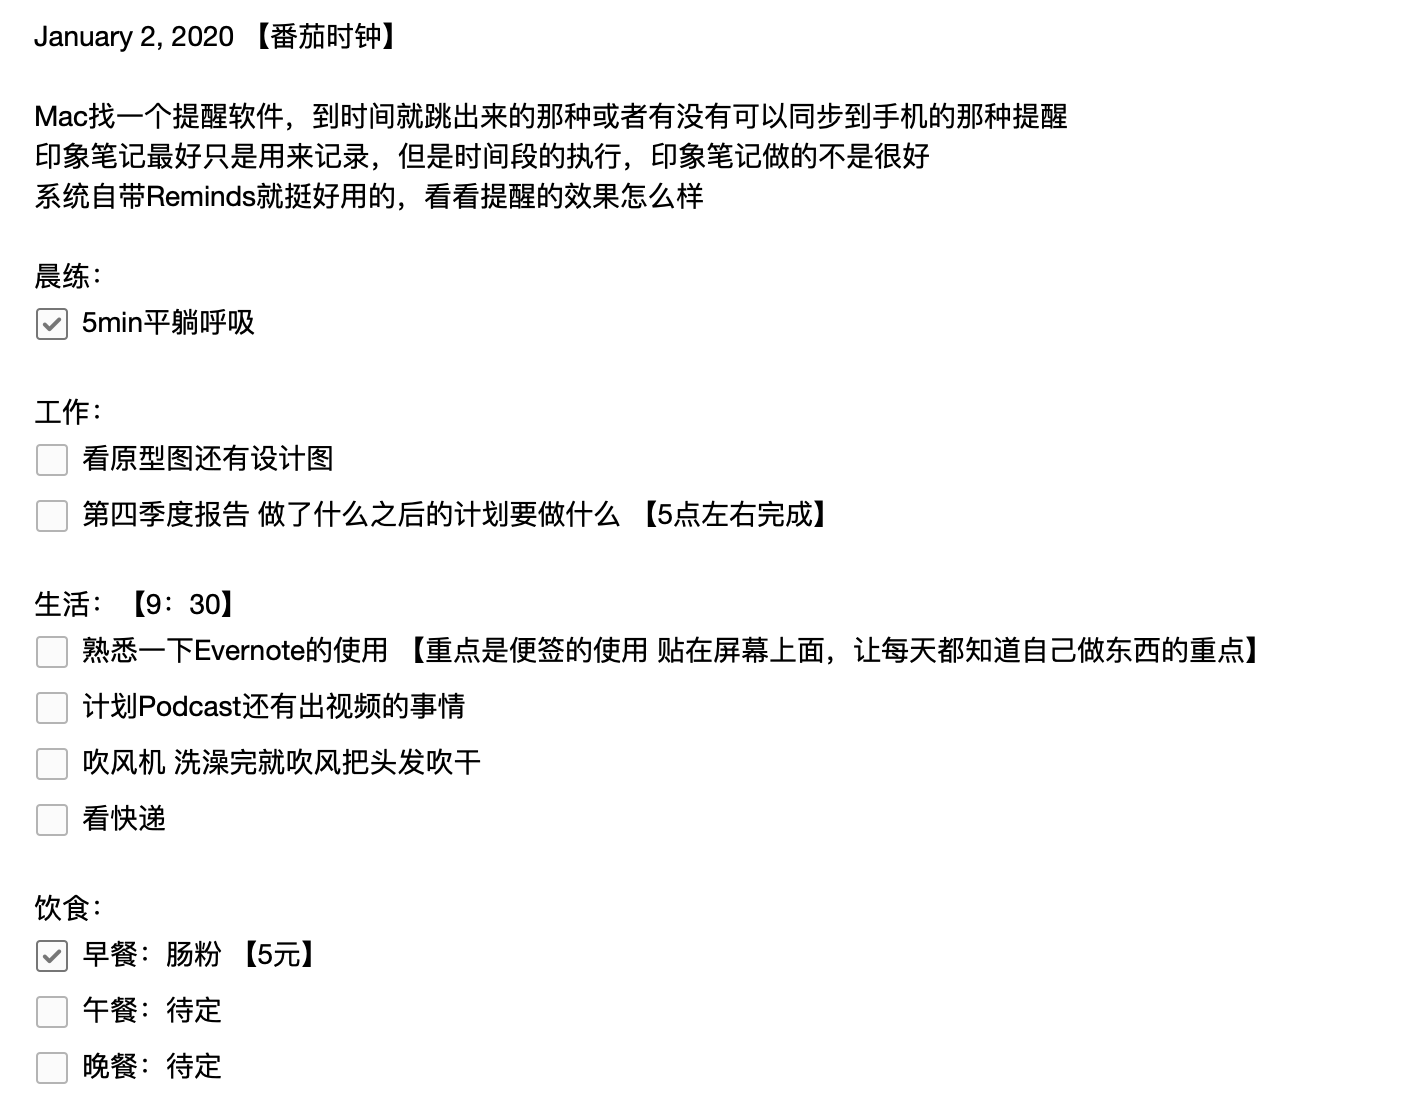 January 2, 2020 【番茄时钟】
Mac找一个提醒软件，到时间就跳出来的那种或者有没有可以同步到手机的那种提醒
印象笔记最好只是用来记录，但是时间段的执行，印象笔记做的不是很好
系统自带Reminds就挺好用的，看看提醒的效果怎么样
晨练：
5min平躺呼吸
工作：
看原型图还有设计图
第四季度报告 做了什么之后的计划要做什么 【5点左右完成】
生活：【9：30】
熟悉一下Evernote的使用 【重点是便签的使用 贴在屏幕上面，让每天都知道自己做东西的重点】
计划Podcast还有出视频的事情
吹风机 洗澡完就吹风把头发吹干
看快递
饮食：
早餐：肠粉 【5元】
午餐：待定
晚餐：待定